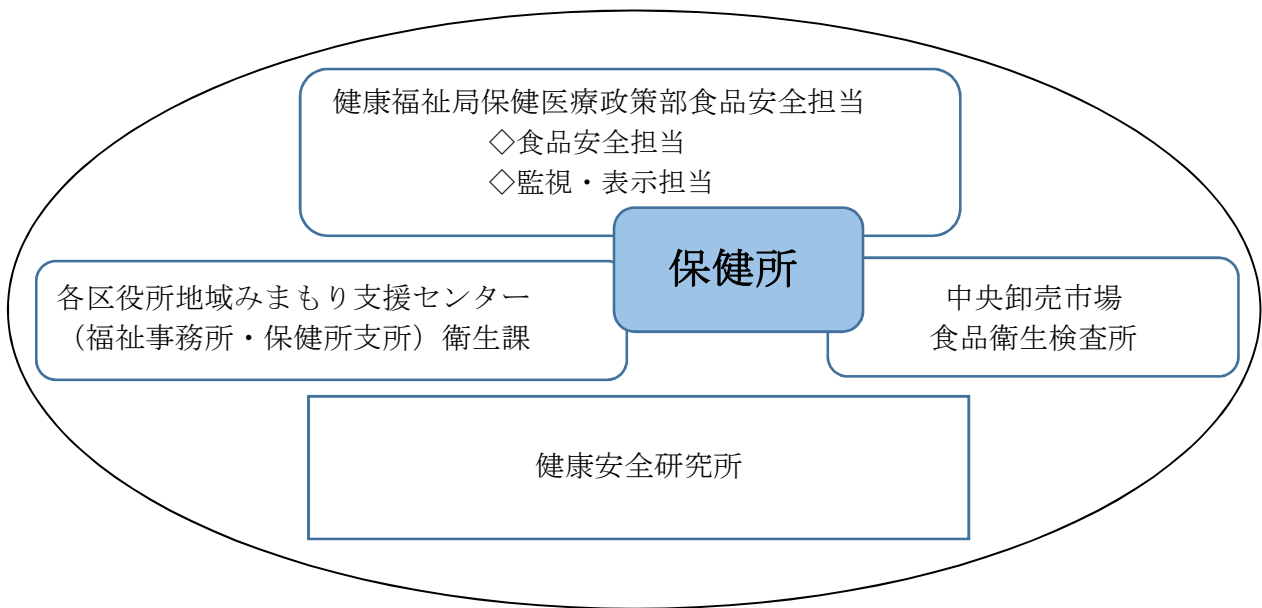 健康福祉局保健医療政策部食品安全担当
◇食品安全担当
◇監視・表示担当
保健所
各区役所地域みまもり支援センター
（福祉事務所・保健所支所）衛生課
中央卸売市場
食品衛生検査所
健康安全研究所